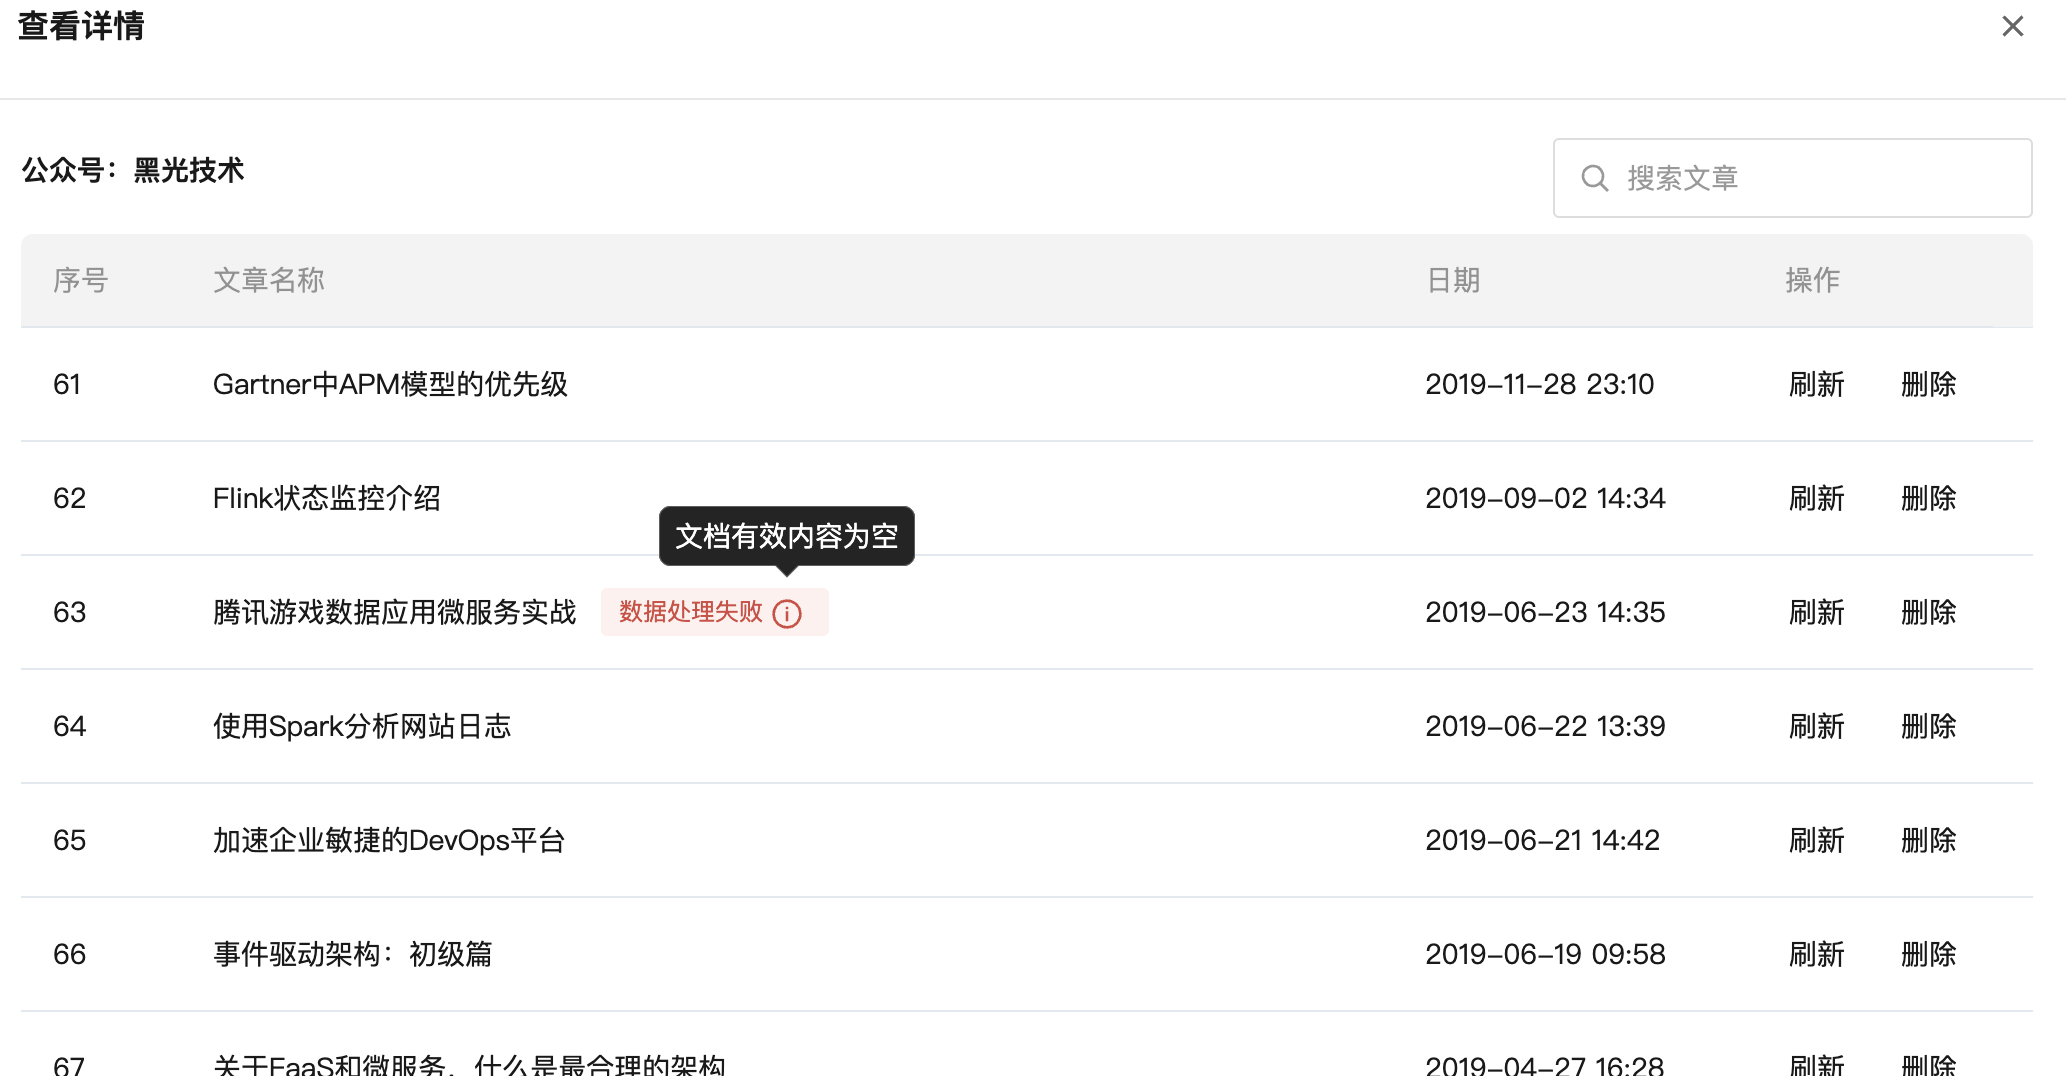 查看详情
公众号：黑光技术
搜索文章
序号 文章名称 日期 操作
61 Gartner中APM模型的优先级 2019-11-28 23:10 刷新 删除
62 Flink状态监控介绍 2019-09-02 14:34 刷新 删除
文档有效内容为空
63 腾讯游戏数据应用微服务实战 数据处理失败 2019-06-23 14:35 刷新 删除
64 使用Spark分析网站日志 2019-06-22 13:39 刷新 删除
65 加速企业敏捷的DevOps平台 2019-06-21 14:42 刷新 删除
66 事件驱动架构：初级篇 2019-06-19 09:58 刷新 删除
67 关于FaaS和微服务，什么是最合理的架构 2019-04-27 16:28 刷新 删除